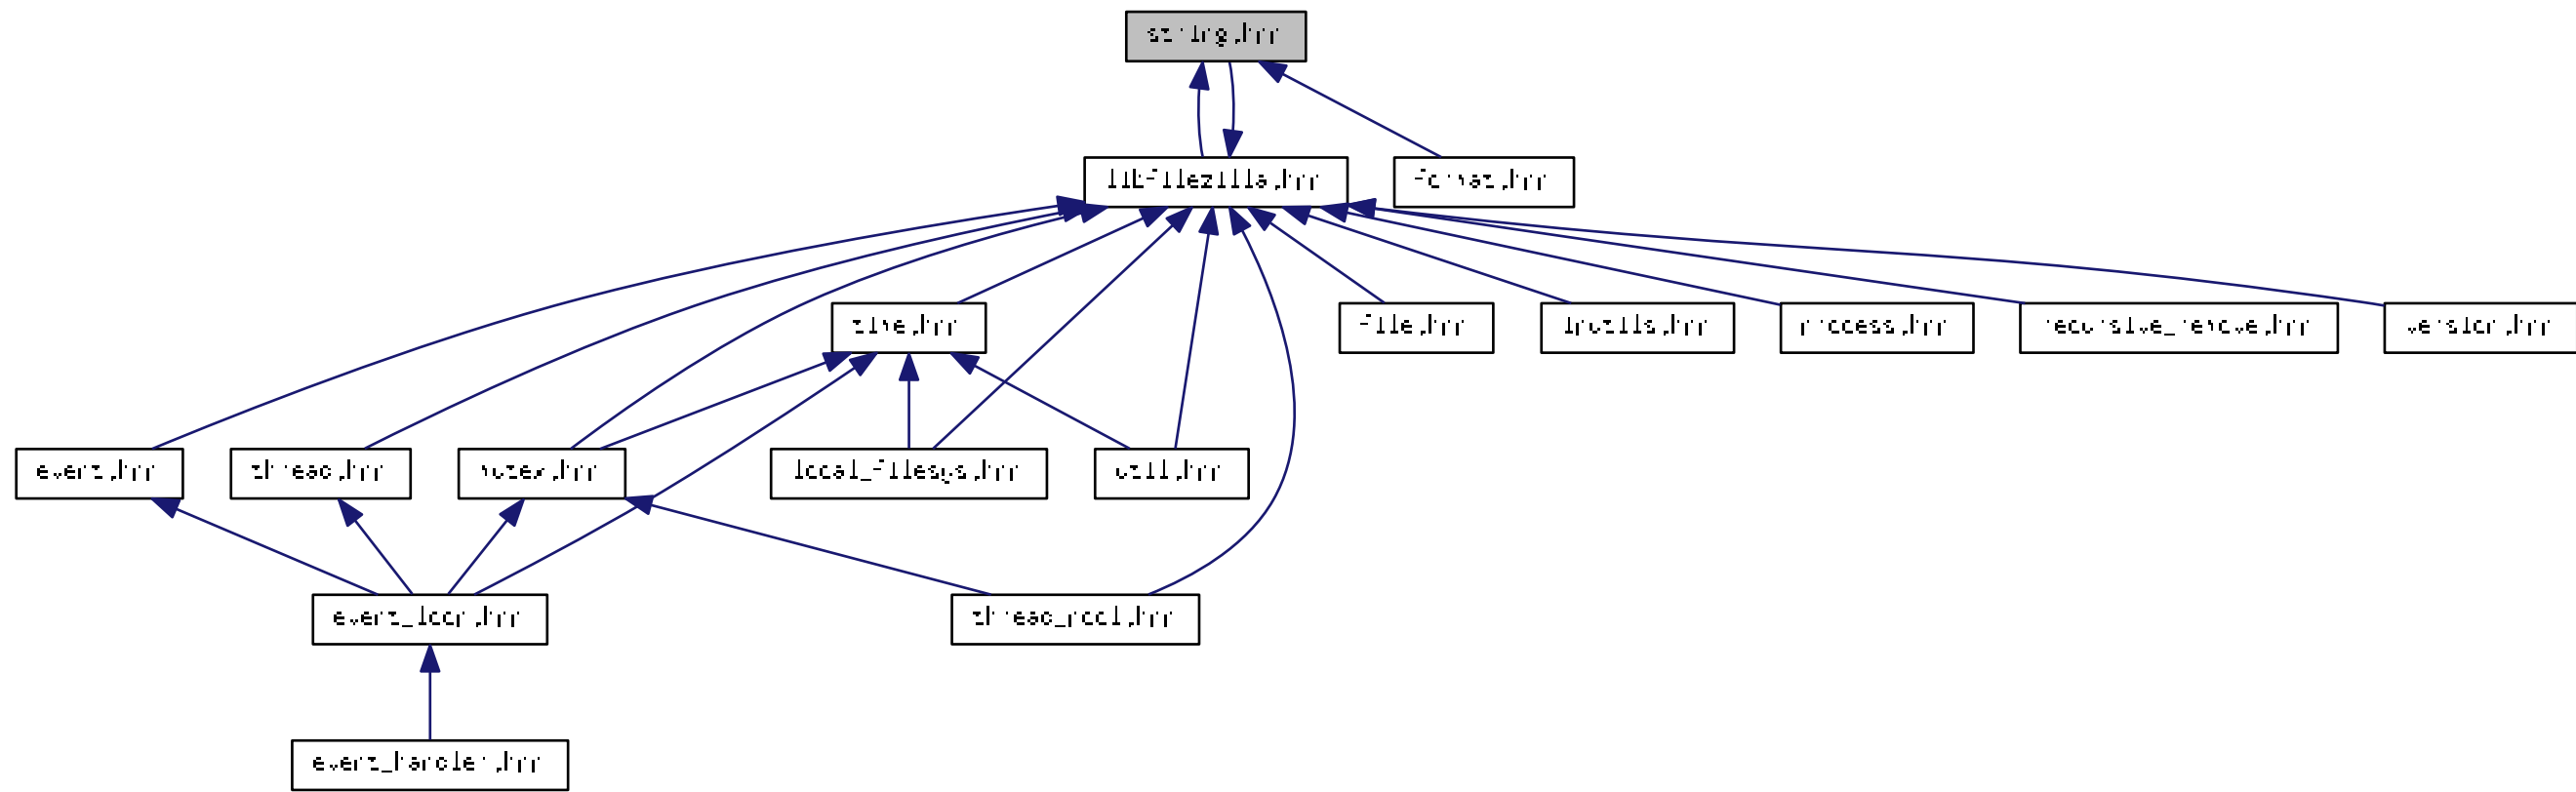 string.hpp
libfilezilla.hpp
format.hpp
time.hpp
file.hpp
iputils.hpp
process.hpp
recursive_remove.hpp
version.hpp
event.hpp
thread.hpp
mutex.hpp
local_filesys.hpp
util.hpp
event_loop.hpp
thread_pool.hpp
event_handler.hpp